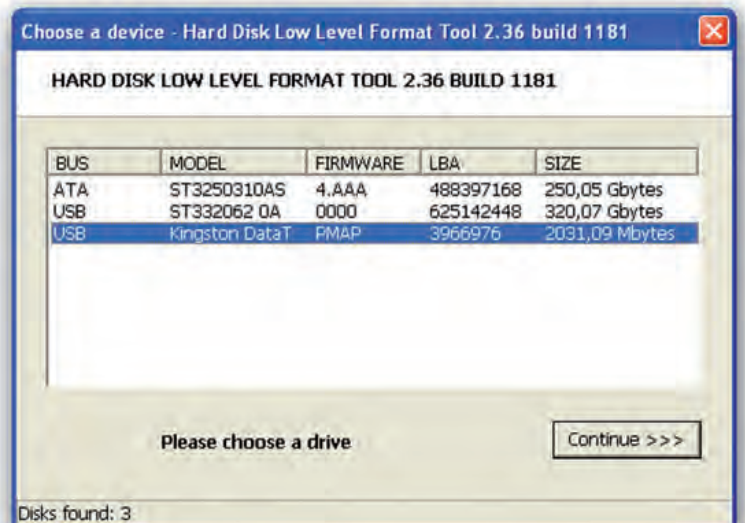 Choose a device - Hard Disk Low Level Format Tool 2.36 build 1181
HARD DISK LOW LEVEL FORMAT TOOL 2.36 BUILD 1181
BUS MODEL FIRMWARE LBA SIZE
ATA ST3250310AS 4.AAA 488397168 250,05 Gbytes
USB ST332062 0A 0000 625142448 320,07 Gbytes
USB Kingston DataT PMAP 3966976 2031,09 Mbytes
Please choose a drive
Continue >>>
Disks found: 3